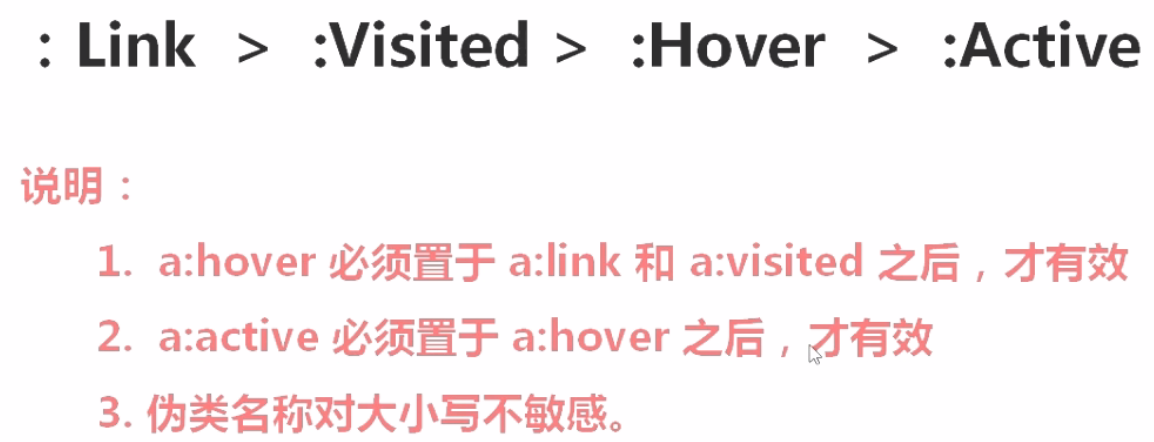 : Link > :Visited > :Hover > :Active
说明：
1. a:hover 必须置于 a:link 和 a:visited 之后，才有效
2. a:active 必须置于 a:hover 之后，才有效
3. 伪类名称对大小写不敏感。